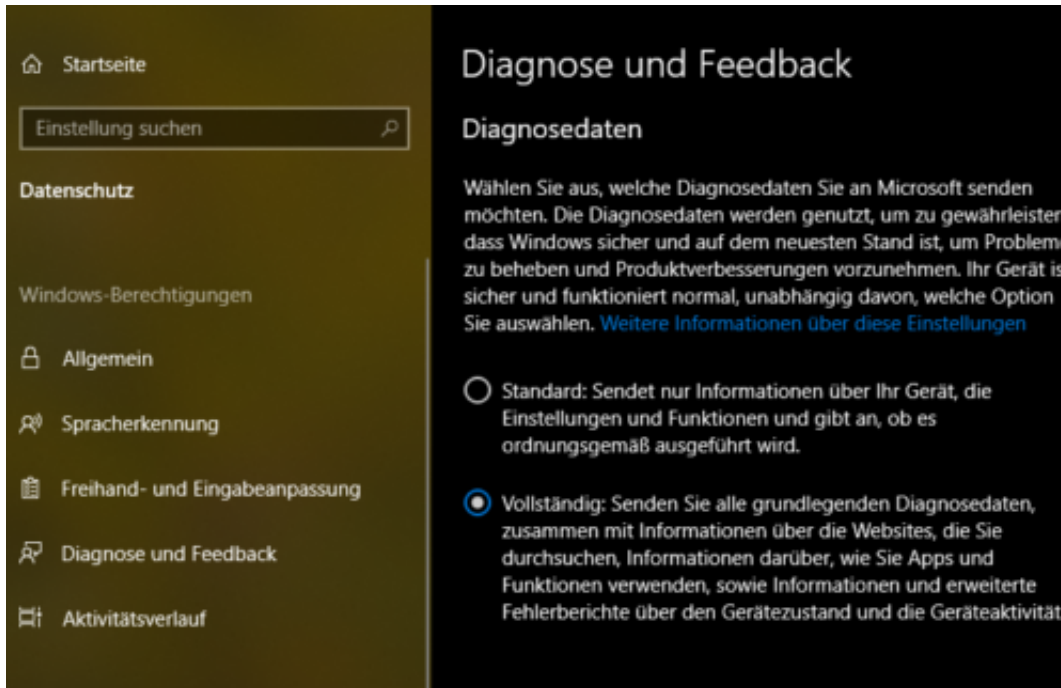 Startseite
Einstellung suchen
Datenschutz
Windows-Berechtigungen
Allgemein
Spracherkennung
Freihand- und Eingabeanpassung
Diagnose und Feedback
Aktivitätsverlauf
Diagnose und Feedback
Diagnosedaten
Wählen Sie aus, welche Diagnosedaten Sie an Microsoft senden
möchten. Die Diagnosedaten werden genutzt, um zu gewährleisten
dass Windows sicher und auf dem neuesten Stand ist, um Probleme
zu beheben und Produktverbesserungen vorzunehmen. Ihr Gerät is
sicher und funktioniert normal, unabhängig davon, welche Option
Sie auswählen. Weitere Informationen über diese Einstellungen
Standard: Sendet nur Informationen über Ihr Gerät, die
Einstellungen und Funktionen und gibt an, ob es
ordnungsgemäß ausgeführt wird.
Vollständig: Senden Sie alle grundlegenden Diagnosedaten,
zusammen mit Informationen über die Websites, die Sie
durchsuchen, Informationen darüber, wie Sie Apps und
Funktionen verwenden, sowie Informationen und erweiterte
Fehlerberichte über den Gerätezustand und die Geräteaktivität